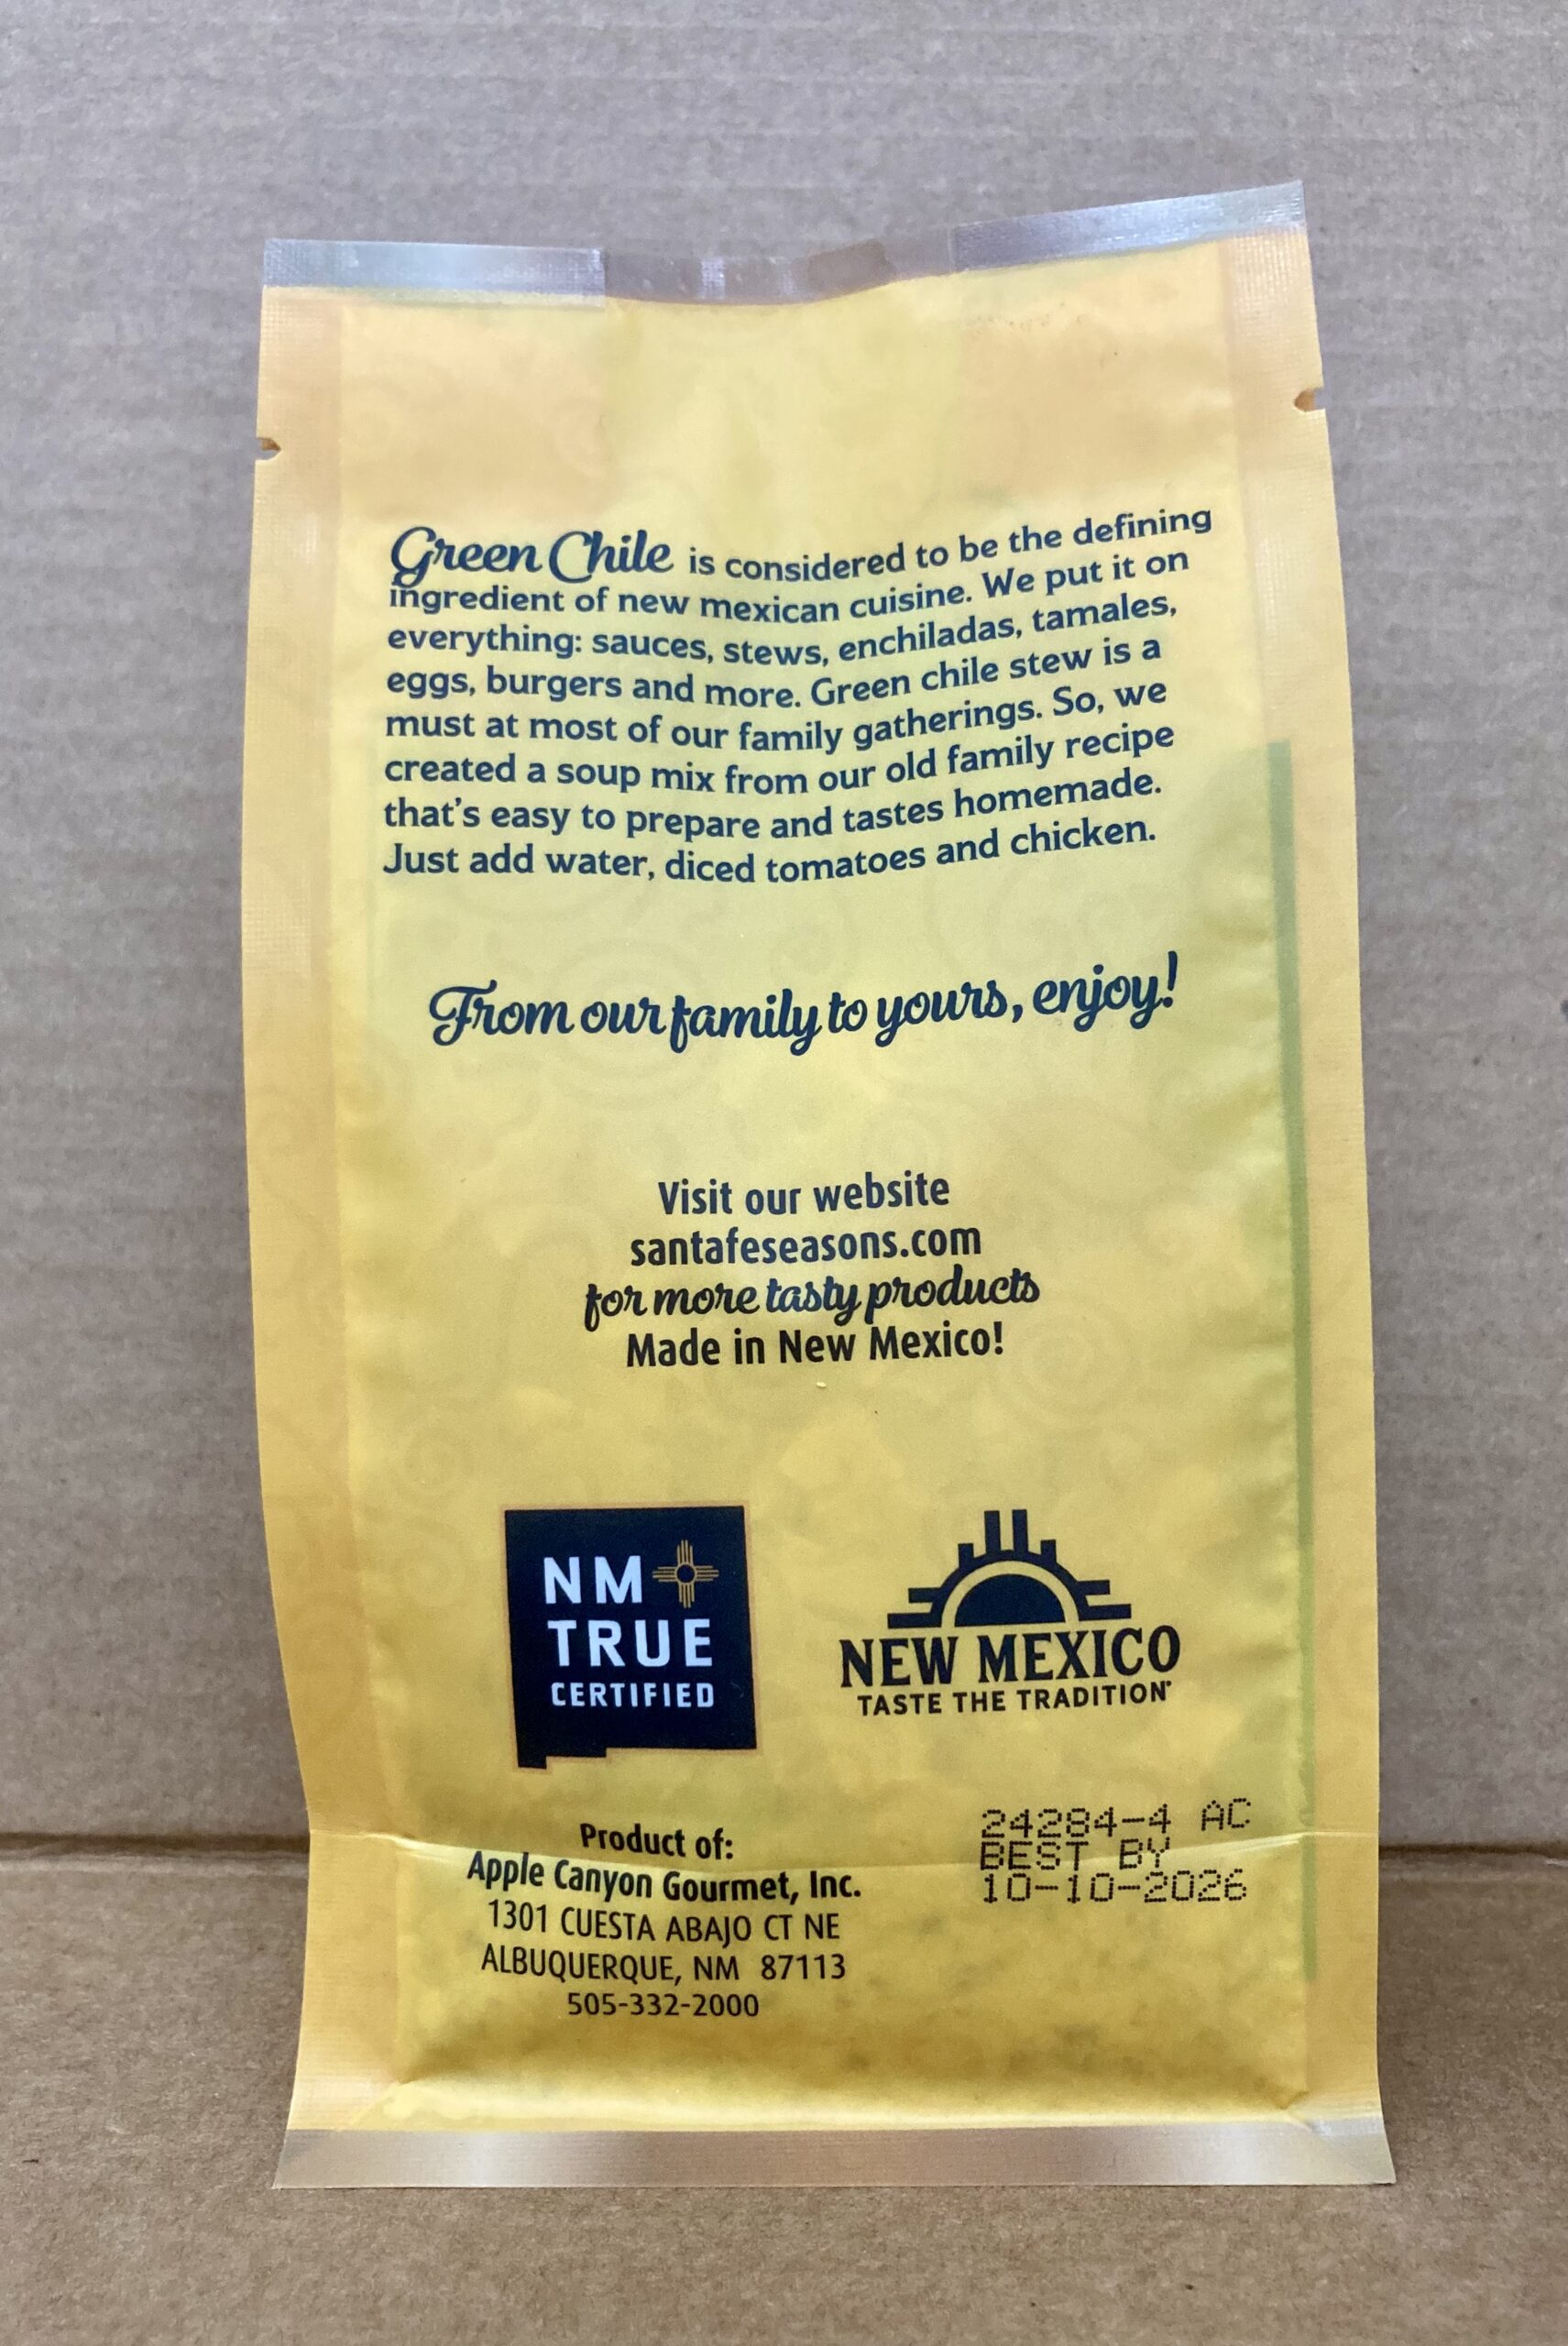 Green Chile is considered to be the defining
ingredient of new mexican cuisine. We put it on
everything: sauces, stews, enchiladas, tamales,
eggs, burgers and more. Green chile stew is a
must at most of our family gatherings. So, we
created a soup mix from our old family recipe
that's easy to prepare and tastes homemade.
Just add water, diced tomatoes and chicken.
From our family to yours, enjoy!
Visit our website
santafeseasons.com
for more tasty products
Made in New Mexico!
NM
TRUE
CERTIFIED
NEW MEXICO
TASTE THE TRADITION
Product of:
Apple Canyon Gourmet, Inc.
1301 CUESTA ABAJO CT NE
ALBUQUERQUE, NM 87113
505-332-2000
24284-4 AC
BEST BY
10-10-2026